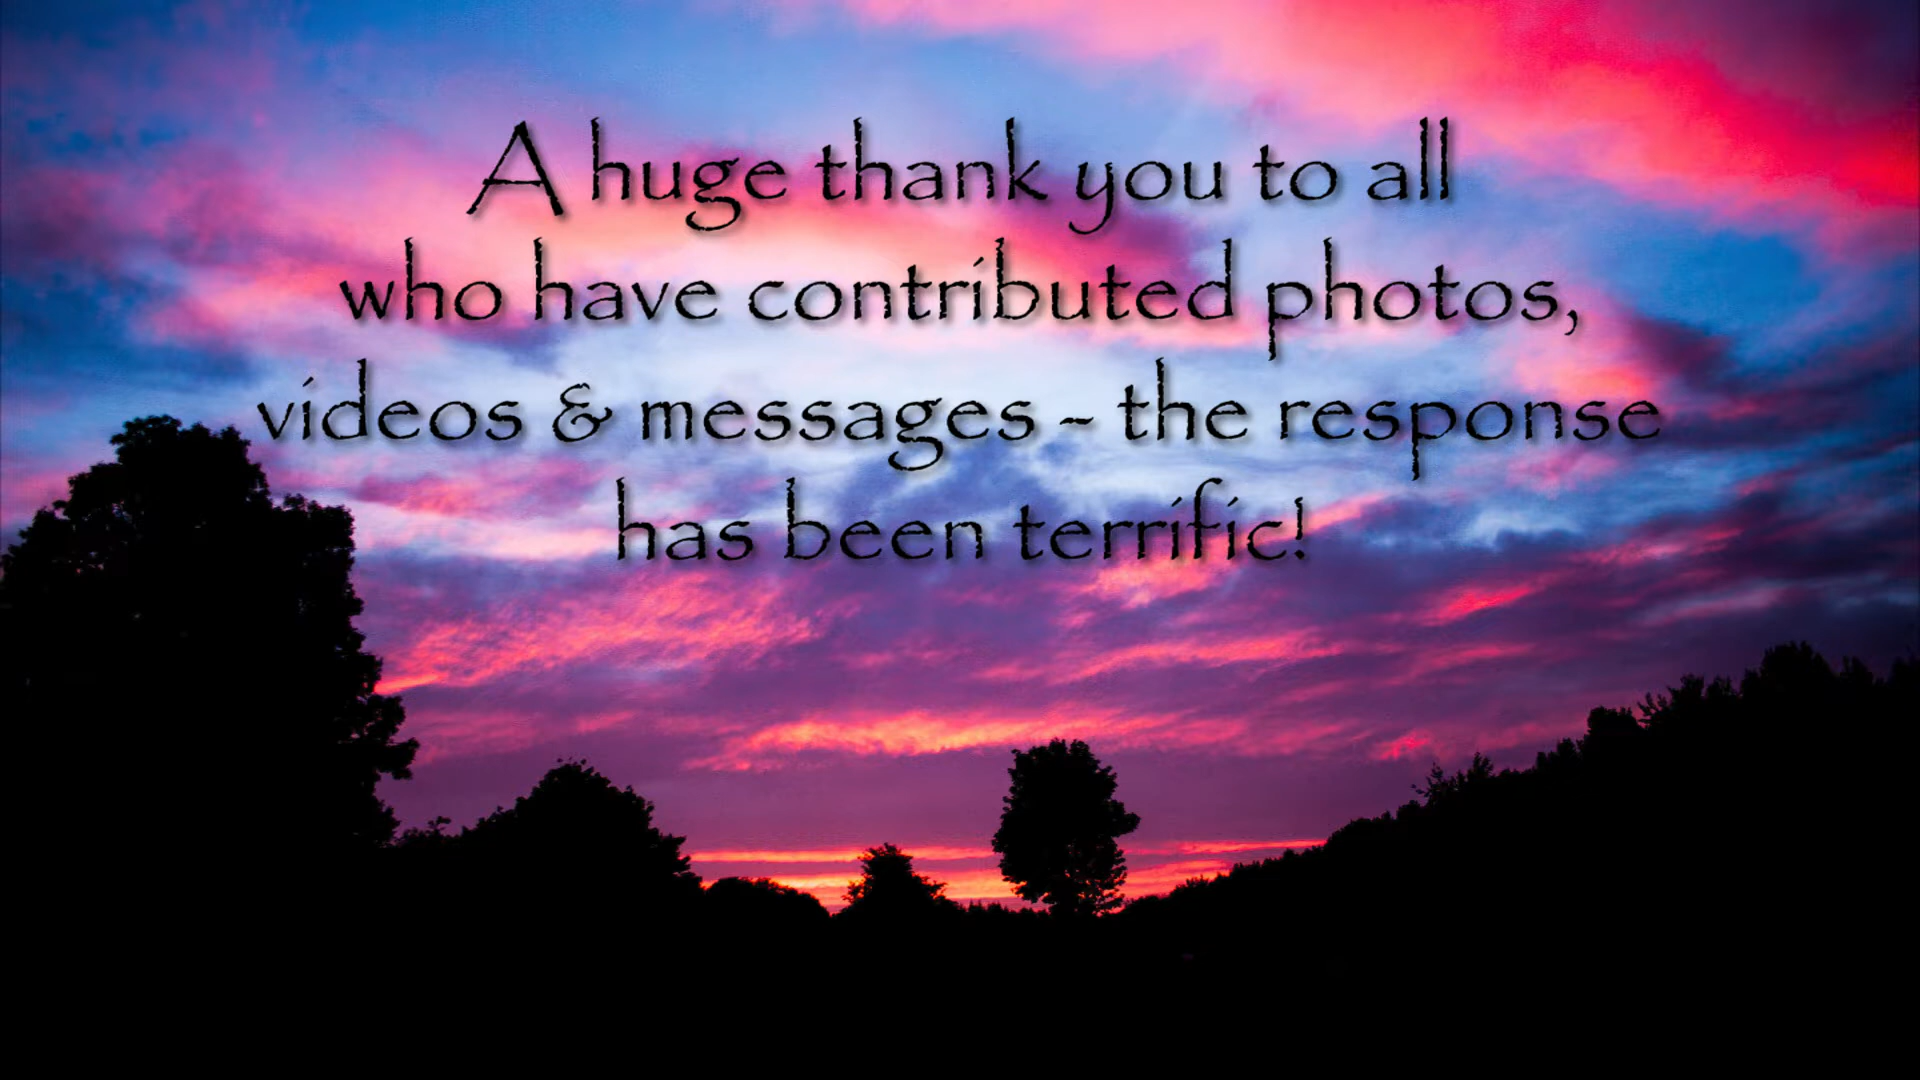 A huge thank you to all
who have contributed photos,
videos & messages - the response
has been terrific!